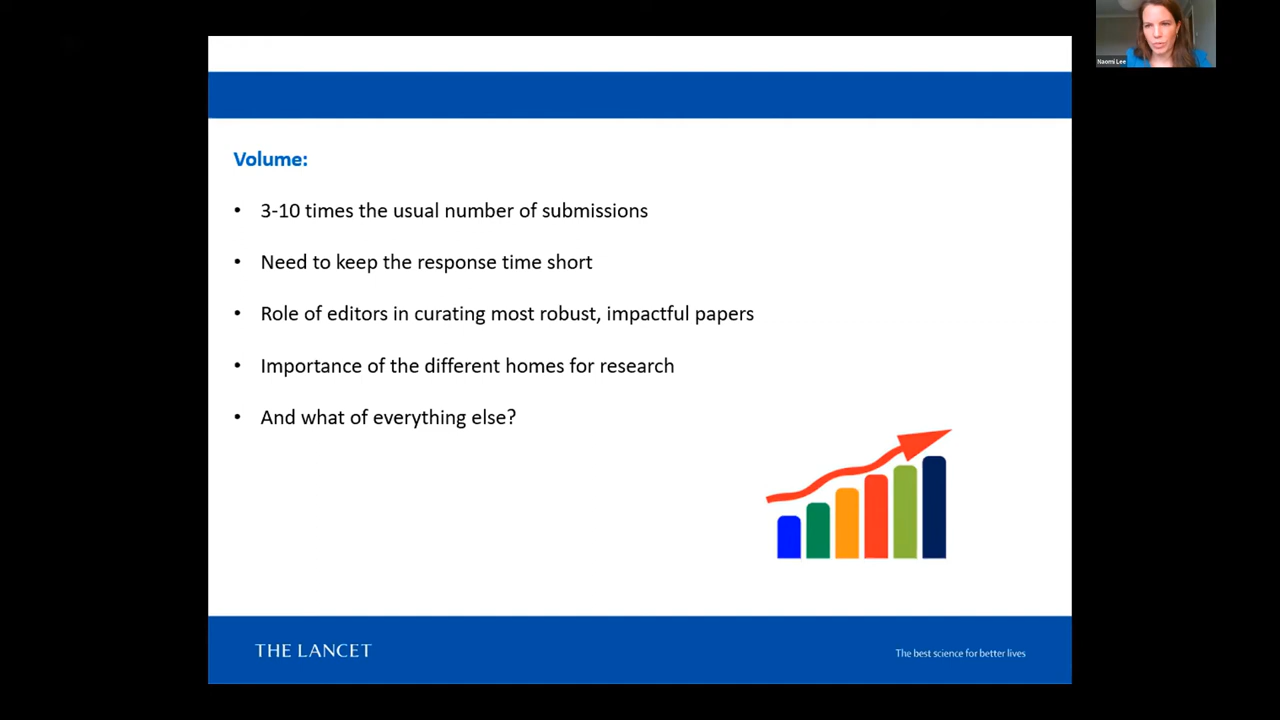 Naomi Lee
Volume:
• 3-10 times the usual number of submissions
• Need to keep the response time short
• Role of editors in curating most robust, impactful papers
• Importance of the different homes for research
• And what of everything else?
THE LANCET
The best science for better lives